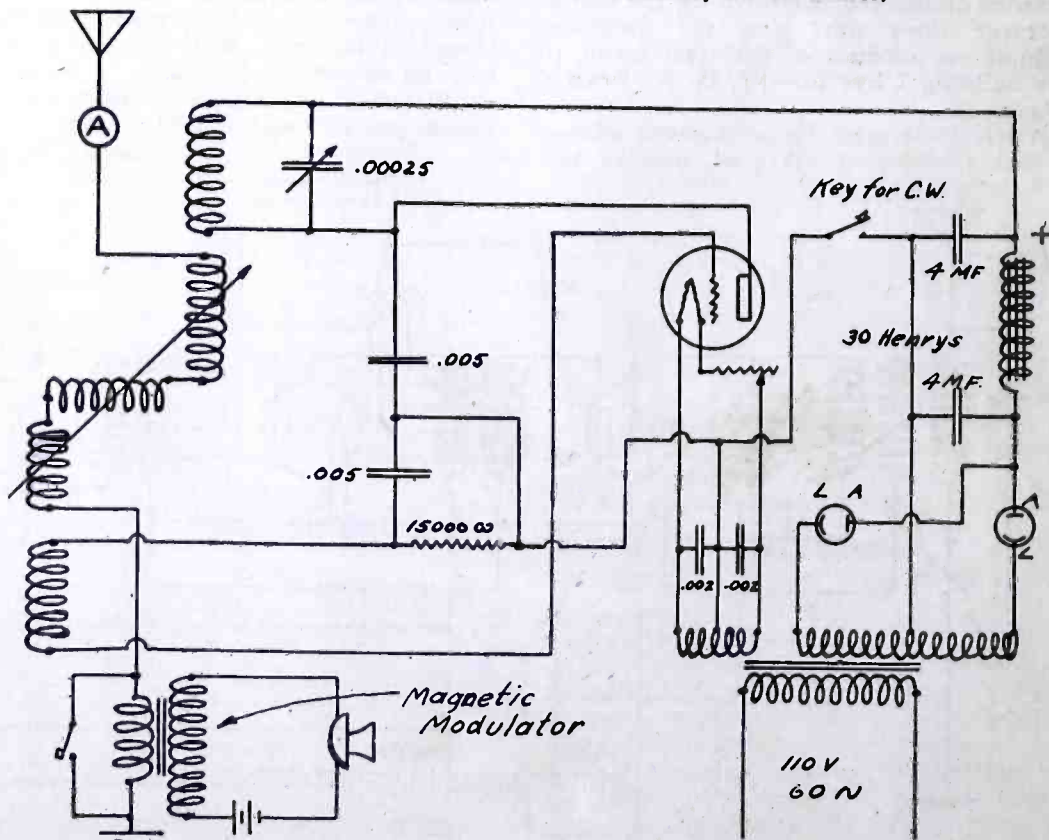 A
.00025
Key for C.W.
+
4 MF
30 Henrys
4 MF.
.005
.005
15000 ω
L A
A
L
.002 .002
Magnetic
Modulator
110 V
60 ~